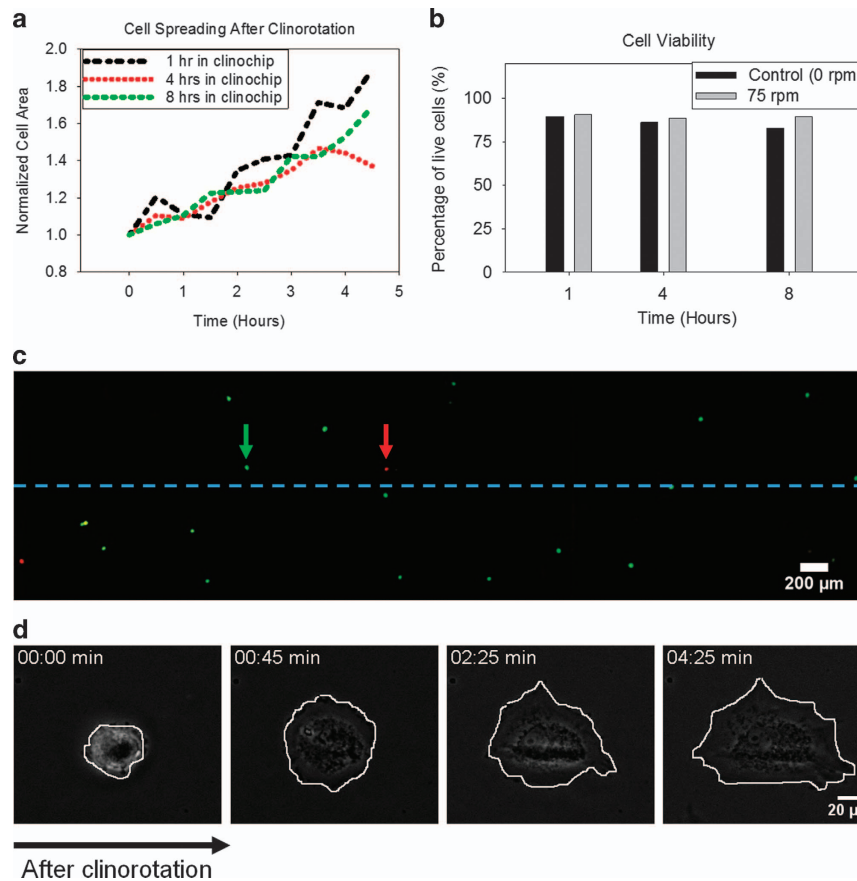 a
Cell Spreading After Clinorotation
2.0
1.8
1.6
1.4
1.2
1.0
0.8
Normalized Cell Area
1 hr in clinochip
4 hrs in clinochip
8 hrs in clinochip
0 1 2 3 4 5
Time (Hours)
b
Cell Viability
Percentage of live cells (%)
100
75
50
25
0
Control (0 rpm
75 rpm
1 4 8
Time (Hours)
c
200 µm
d
00:00 min
00:45 min
02:25 min
04:25 min
20 µ
After clinorotation